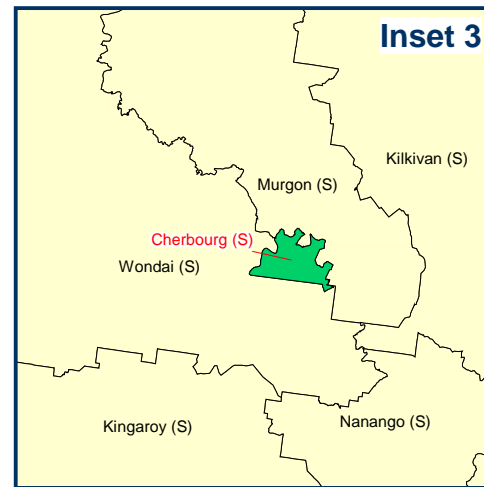 Inset 3
Kilkivan (S)
Murgon (S)
Cherbourg (S)
Wondai (S)
Nanango (S)
Kingaroy (S)